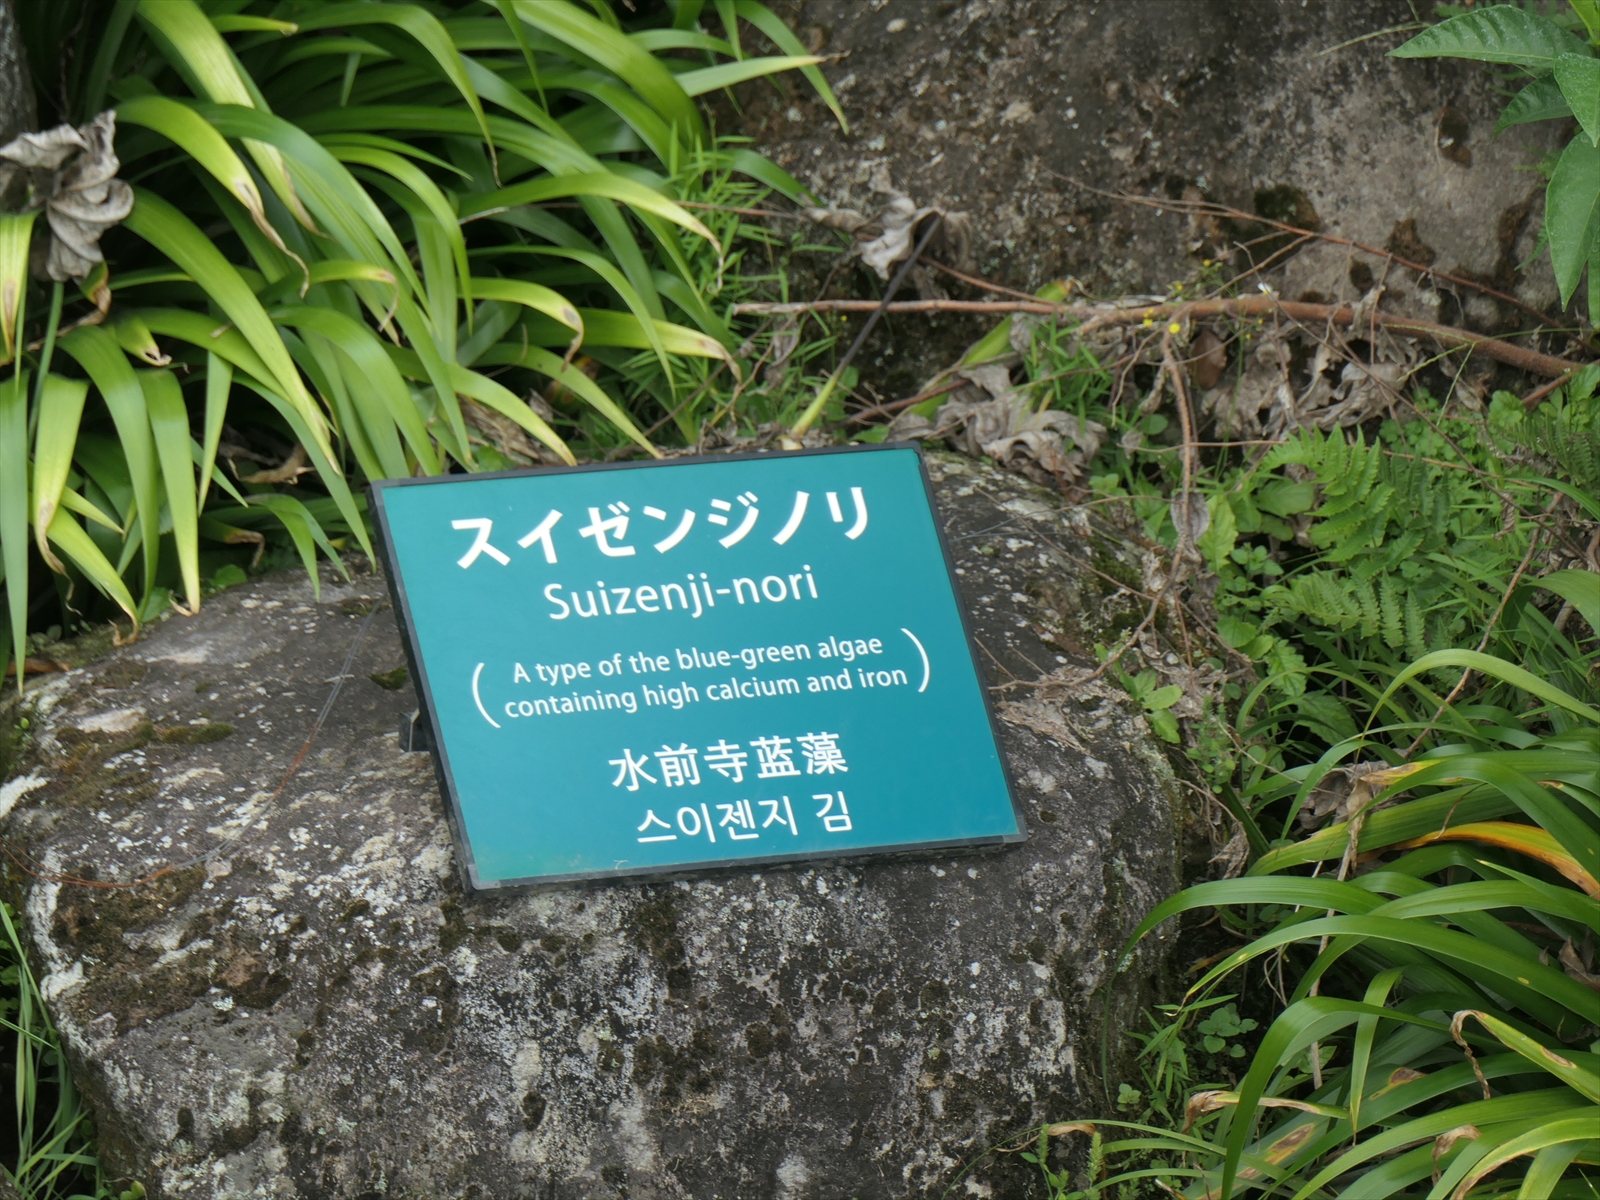 スイゼンジノリ
Suizenji-nori
( A type of the blue-green algae
containing high calcium and iron )
水前寺蓝藻
스이젠지 김